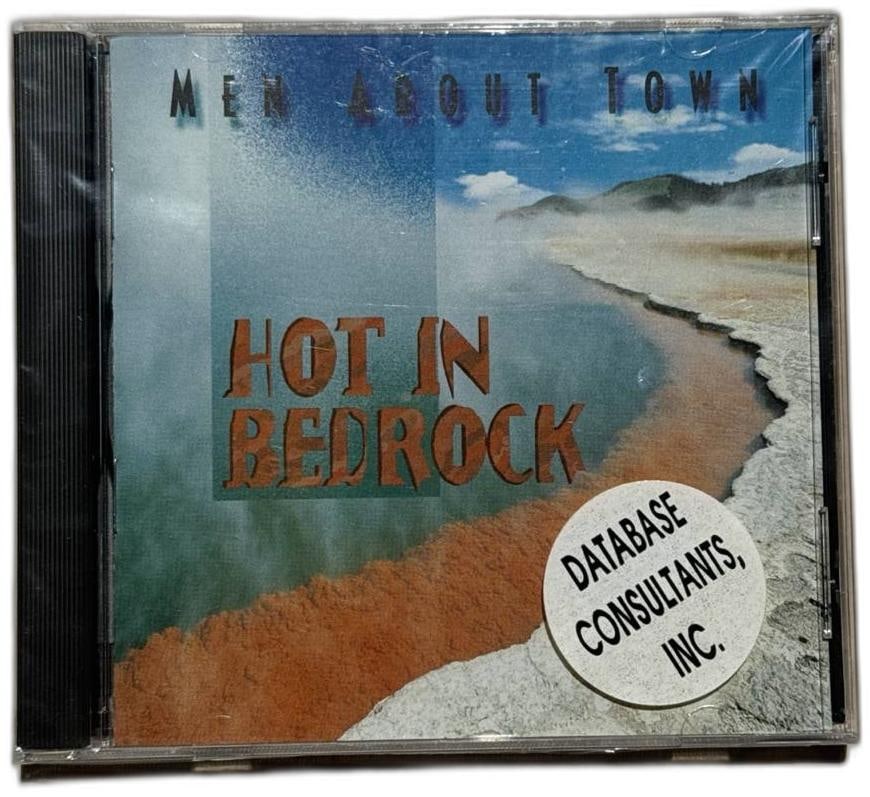 MEN ABOUT TOWN
HOT IN
BEDROCK
DATABASE
CONSULTANTS,
INC.